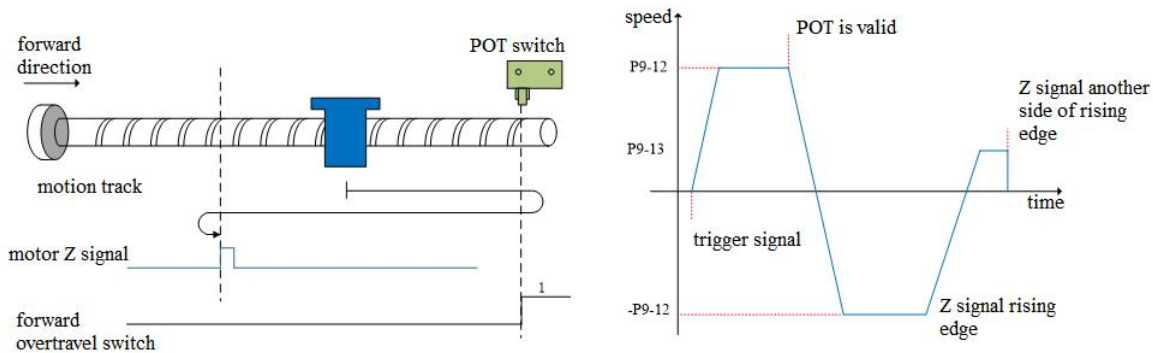 forward
direction
POT switch
motion track
motor Z signal
1
forward
overtravel switch
speed
POT is valid
P9-12
Z signal another
side of rising
edge
P9-13
time
trigger signal
-P9-12
Z signal rising
edge